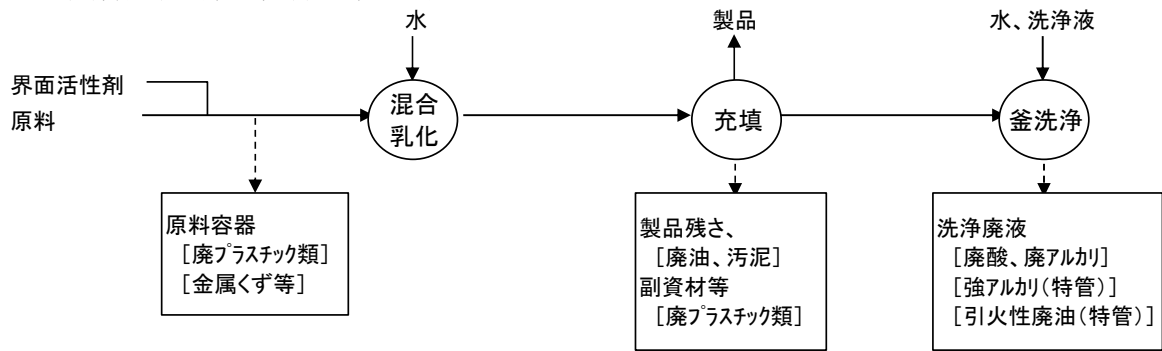 水
製品
水、洗浄液
界面活性剤
原料
混合
乳化
充填
釜洗浄
原料容器
[廃プラスチック類]
[金属くず等]
製品残さ、
[廃油、汚泥]
副資材等
[廃プラスチック類]
洗浄廃液
[廃酸、廃アルカリ]
[強アルカリ(特管)]
[引火性廃油(特管)]